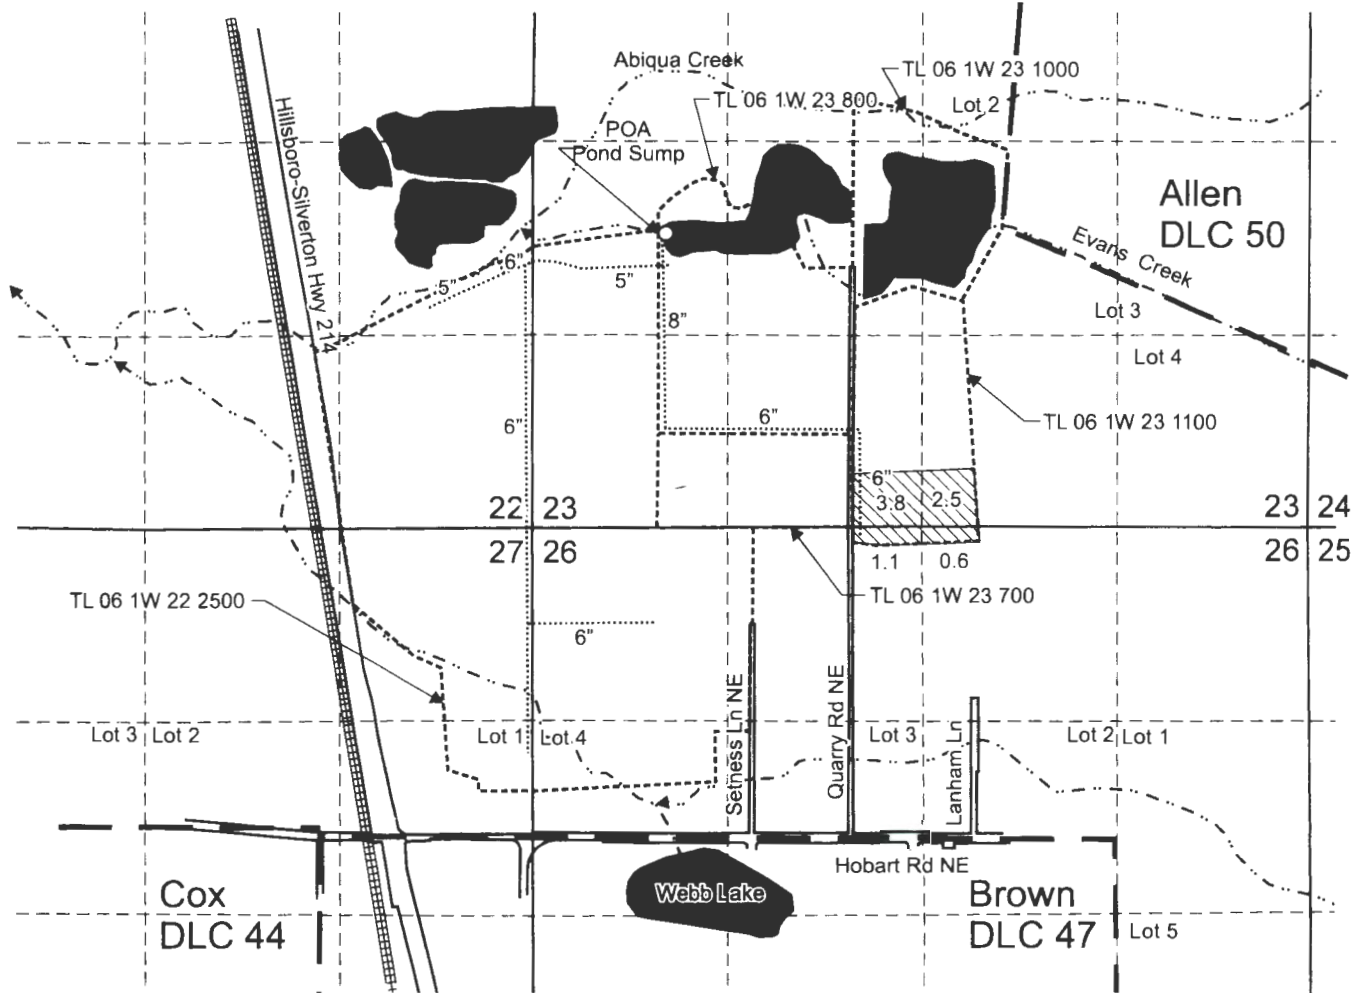 Abiqua Creek
TL 06 1W 23 1000
TL 06 1W 23 800
Lot 2
POA
Pond Sump
Hillsboro-Silverton Hwy 214
Allen
DLC 50
Evans Creek
6”
5”
5”
8”
Lot 3
Lot 4
6”
6”
TL 06 1W 23 1100
6”
3.8
2.5
22 23
23 24
27 26
26 25
1.1
0.6
TL 06 1W 22 2500
TL 06 1W 23 700
6”
Setness Ln NE
Quarry Rd NE
Lanham Ln
Lot 3 Lot 2
Lot 1 Lot 4
Lot 3
Lot 2 Lot 1
Hobart Rd NE
Webb Lake
Cox
DLC 44
Brown
DLC 47
Lot 5